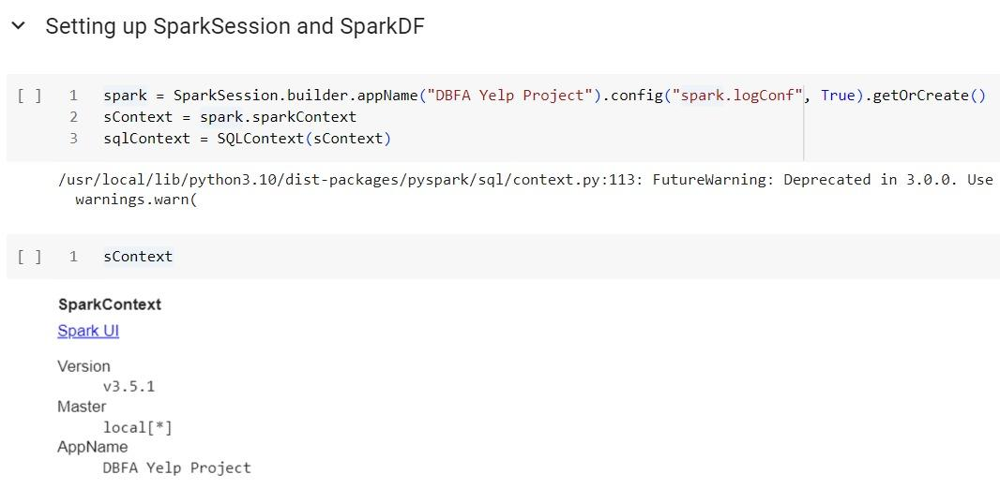 Setting up SparkSession and SparkDF
[ ] 1 spark = SparkSession.builder.appName("DBFA Yelp Project").config("spark.logConf", True).getOrCreate()
2 sContext = spark.sparkContext
3 sqlContext = SQLContext(sContext)
/usr/local/lib/python3.10/dist-packages/pyspark/sql/context.py:113: FutureWarning: Deprecated in 3.0.0. Use
warnings.warn(
[ ] 1 sContext
SparkContext
Spark UI
Version
v3.5.1
Master
local[*]
AppName
DBFA Yelp Project